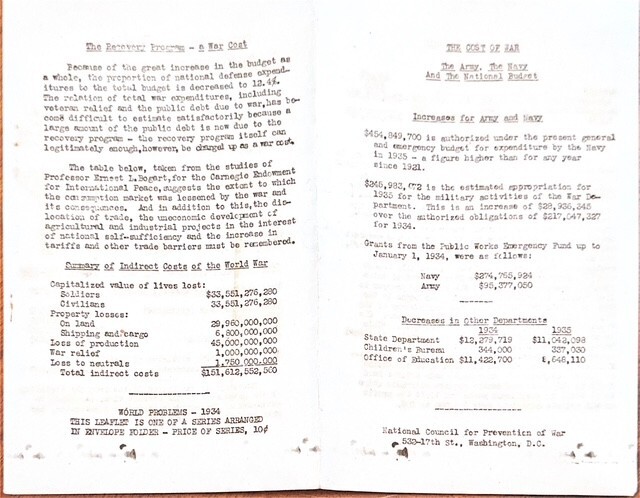 The Recovery Program - a War Cost
Because of the great increase in the budget as
a whole, the proportion of national defense expend-
itures to the total budget is decreased to 12.4%.
The relation of total war expenditures, including
veteran relief and the public debt due to war, has be-
come difficult to estimate satisfactorily because a
large amount of the public debt is now due to the
recovery program - the recovery program itself can
legitimately enough, however, be charged up as a war cost.
The table below, taken from the studies of
Professor Ernest L. Bogart, for the Carnegie Endowment
for International Peace, suggests the extent to which
the consumption market was lessened by the war and
its consequences. And in addition to this, the dis-
location of trade, the uneconomic development of
agricultural and industrial projects in the interest
of national self-sufficiency and the increase in
tariffs and other trade barriers must be remembered.
Summary of Indirect Costs of the World War
Capitalized value of lives lost:
Soldiers $33,551,276,280
Civilians 33,551,276,280
Property losses:
On land 29,960,000,000
Shipping and cargo 6,800,000,000
Loss of production 45,000,000,000
War relief 1,000,000,000
Loss to neutrals 1,750,000,000
Total indirect costs $151,612,552,560
WORLD PROBLEMS - 1934
THIS LEAFLET IS ONE OF A SERIES ARRANGED
IN ENVELOPE FOLDER - PRICE OF SERIES, 10¢
THE COST OF WAR
The Army, The Navy
And The National Budget
Increases for Army and Navy
$454,849,700 is authorized under the present general
and emergency budget for expenditure by the Navy
in 1935 - a figure higher than for any year
since 1921.
$245,983,072 is the estimated appropriation for
1935 for the military activities of the War De-
partment. This is an increase of $28,936,245
over the authorized obligations of $217,047,327
for 1934.
Grants from the Public Works Emergency Fund up to
January 1, 1934, were as follows:
Navy $274,765,924
Army $95,377,050
Decreases in Other Departments
1934 1935
State Department $12,279,719 $11,042,098
Children's Bureau 344,000 337,030
Office of Education $11,422,700 8,648,110
National Council for Prevention of War
532-17th St., Washington, D.C.